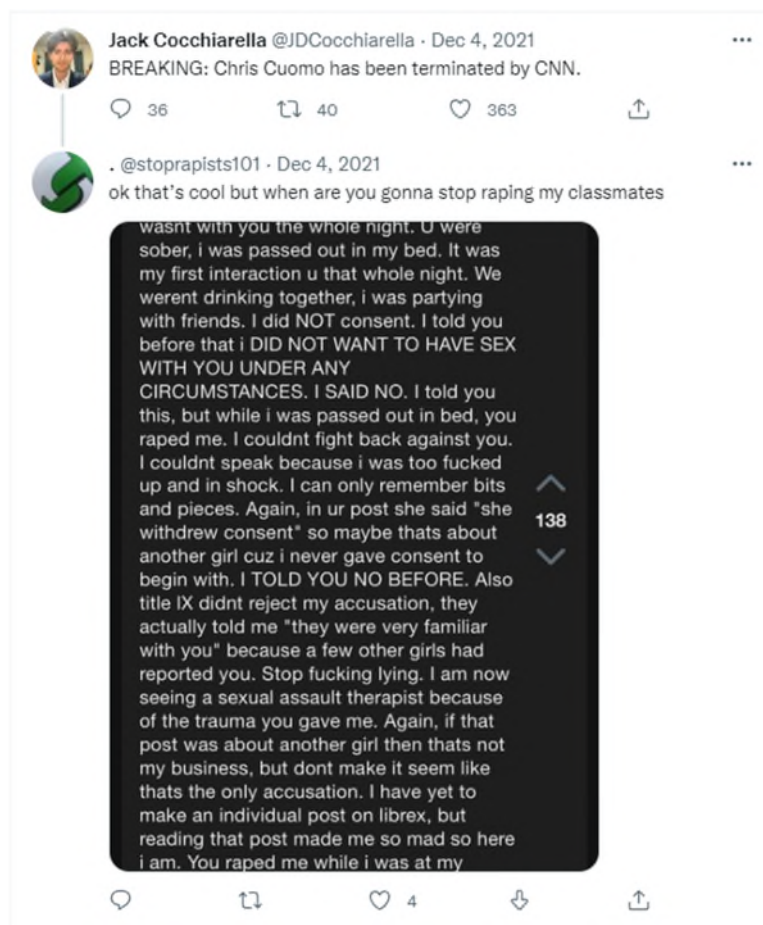 Jack Cocchiarella @JDCocchiarella · Dec 4, 2021
BREAKING: Chris Cuomo has been terminated by CNN.
36 40 363
. @stoprapists101 · Dec 4, 2021
ok that's cool but when are you gonna stop raping my classmates
wasnt with you the whole night. U were
sober, i was passed out in my bed. It was
my first interaction u that whole night. We
werent drinking together, i was partying
with friends. I did NOT consent. I told you
before that i DID NOT WANT TO HAVE SEX
WITH YOU UNDER ANY
CIRCUMSTANCES. I SAID NO. I told you
this, but while i was passed out in bed, you
raped me. I couldnt fight back against you.
I couldnt speak because i was too fucked
up and in shock. I can only remember bits
and pieces. Again, in ur post she said "she
withdrew consent" so maybe thats about
another girl cuz i never gave consent to
begin with. I TOLD YOU NO BEFORE. Also
title IX didnt reject my accusation, they
actually told me "they were very familiar
with you" because a few other girls had
reported you. Stop fucking lying. I am now
seeing a sexual assault therapist because
of the trauma you gave me. Again, if that
post was about another girl then thats not
my business, but dont make it seem like
thats the only accusation. I have yet to
make an individual post on librex, but
reading that post made me so mad so here
i am. You raped me while i was at my
138
4